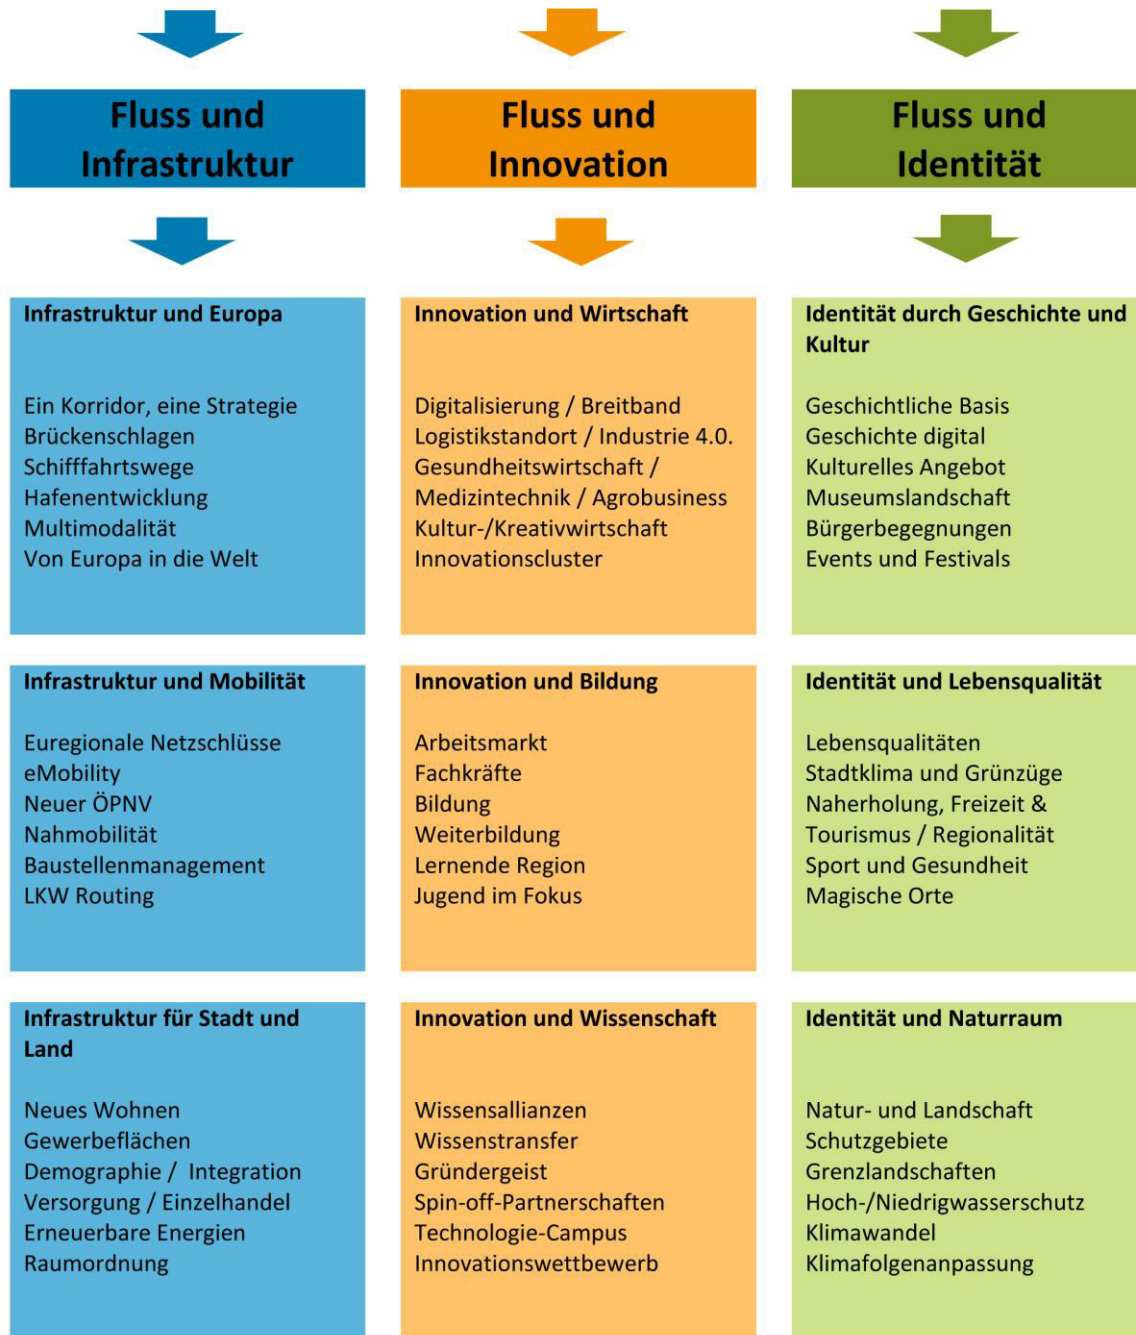 Fluss und
Infrastruktur
Fluss und
Innovation
Fluss und
Identität
Infrastruktur und Europa
Ein Korridor, eine Strategie
Brückenschlagen
Schifffahrtswege
Hafenentwicklung
Multimodalität
Von Europa in die Welt
Innovation und Wirtschaft
Digitalisierung / Breitband
Logistikstandort / Industrie 4.0.
Gesundheitswirtschaft /
Medizintechnik / Agrobusiness
Kultur-/Kreativwirtschaft
Innovationscluster
Identität durch Geschichte und
Kultur
Geschichtliche Basis
Geschichte digital
Kulturelles Angebot
Museumslandschaft
Bürgerbegegnungen
Events und Festivals
Infrastruktur und Mobilität
Euregionale Netzschlüsse
eMobility
Neuer ÖPNV
Nahmobilität
Baustellenmanagement
LKW Routing
Innovation und Bildung
Arbeitsmarkt
Fachkräfte
Bildung
Weiterbildung
Lernende Region
Jugend im Fokus
Identität und Lebensqualität
Lebensqualitäten
Stadtklima und Grünzüge
Naherholung, Freizeit &
Tourismus / Regionalität
Sport und Gesundheit
Magische Orte
Infrastruktur für Stadt und
Land
Neues Wohnen
Gewerbeflächen
Demographie /  Integration
Versorgung / Einzelhandel
Erneuerbare Energien
Raumordnung
Innovation und Wissenschaft
Wissensallianzen
Wissenstransfer
Gründergeist
Spin-off-Partnerschaften
Technologie-Campus
Innovationswettbewerb
Identität und Naturraum
Natur- und Landschaft
Schutzgebiete
Grenzlandschaften
Hoch-/Niedrigwasserschutz
Klimawandel
Klimafolgenanpassung